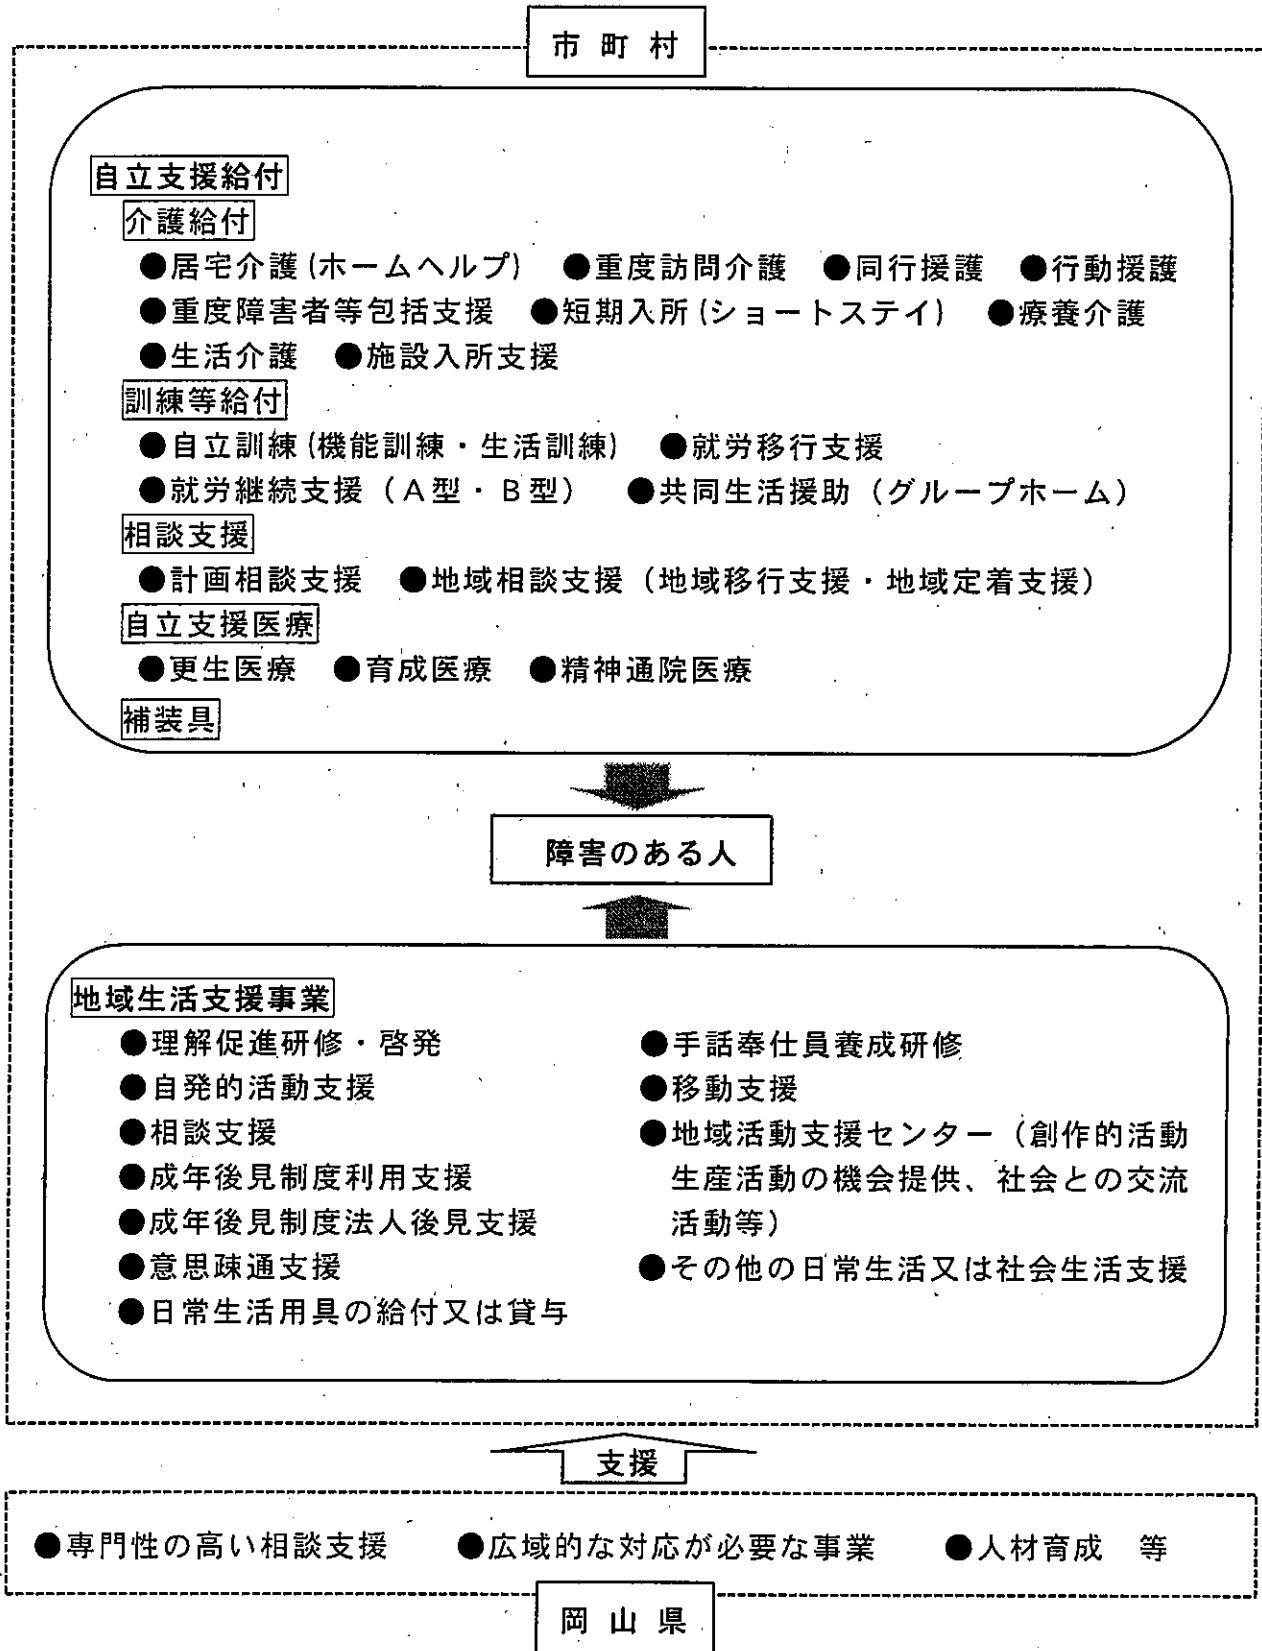 市町村
自立支援給付
介護給付
●居宅介護(ホームヘルプ) ●重度訪問介護 ●同行援護 ●行動援護
●重度障害者等包括支援 ●短期入所(ショートステイ) ●療養介護
●生活介護 ●施設入所支援
訓練等給付
●自立訓練(機能訓練・生活訓練) ●就労移行支援
●就労継続支援（A型・B型） ●共同生活援助（グループホーム）
相談支援
●計画相談支援 ●地域相談支援（地域移行支援・地域定着支援）
自立支援医療
●更生医療 ●育成医療 ●精神通院医療
補装具
障害のある人
地域生活支援事業
●理解促進研修・啓発
●自発的活動支援
●相談支援
●成年後見制度利用支援
●成年後見制度法人後見支援
●意思疎通支援
●日常生活用具の給付又は貸与
●手話奉仕員養成研修
●移動支援
●地域活動支援センター（創作的活動
生産活動の機会提供、社会との交流
活動等）
●その他の日常生活又は社会生活支援
支援
●専門性の高い相談支援 ●広域的な対応が必要な事業 ●人材育成 等
岡山県